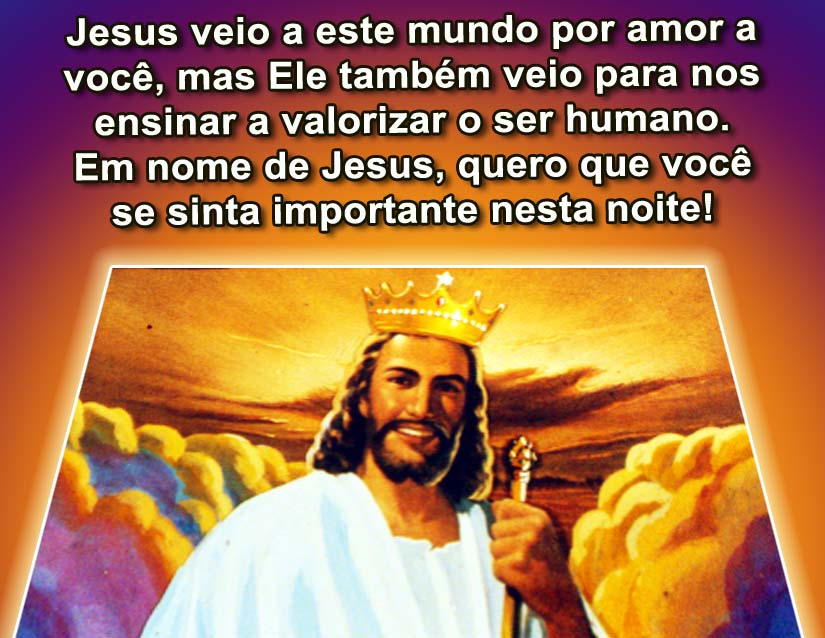 Jesus veio a este mundo por amor a
você, mas Ele também veio para nos
ensinar a valorizar o ser humano.
Em nome de Jesus, quero que você
se sinta importante nesta noite!